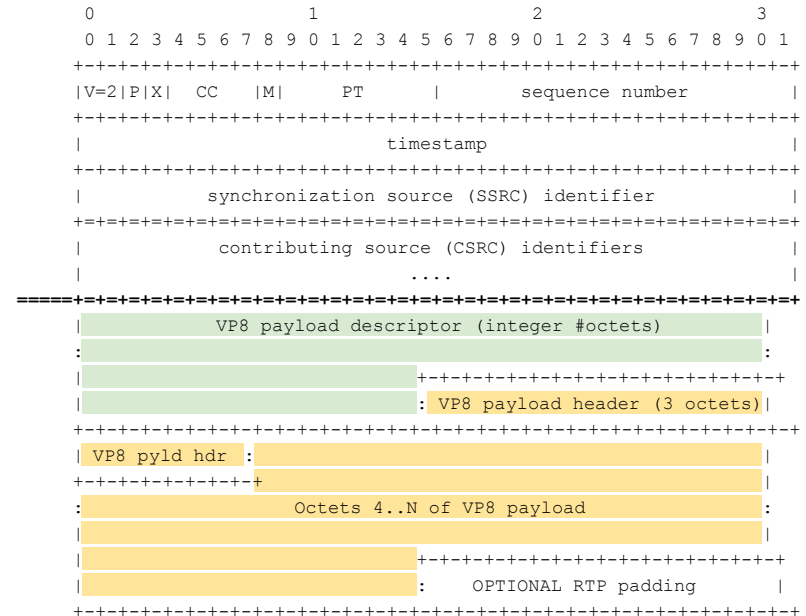 0                   1                   2                   3
0 1 2 3 4 5 6 7 8 9 0 1 2 3 4 5 6 7 8 9 0 1 2 3 4 5 6 7 8 9 0 1
+-+-+-+-+-+-+-+-+-+-+-+-+-+-+-+-+-+-+-+-+-+-+-+-+-+-+-+-+-+-+-+-+
|V=2|P|X|  CC   |M|     PT      |       sequence number         |
+-+-+-+-+-+-+-+-+-+-+-+-+-+-+-+-+-+-+-+-+-+-+-+-+-+-+-+-+-+-+-+-+
|                           timestamp                           |
+-+-+-+-+-+-+-+-+-+-+-+-+-+-+-+-+-+-+-+-+-+-+-+-+-+-+-+-+-+-+-+-+
|           synchronization source (SSRC) identifier            |
+=+=+=+=+=+=+=+=+=+=+=+=+=+=+=+=+=+=+=+=+=+=+=+=+=+=+=+=+=+=+=+=+
|            contributing source (CSRC) identifiers             |
|                             ....                              |
=====+=+=+=+=+=+=+=+=+=+=+=+=+=+=+=+=+=+=+=+=+=+=+=+=+=+=+=+=+=+=+=+=+
|            VP8 payload descriptor (integer #octets)         |
:                                                             :
|                              +-+-+-+-+-+-+-+-+-+-+-+-+-+-+-+-+
|                              : VP8 payload header (3 octets)|
+-+-+-+-+-+-+-+-+-+-+-+-+-+-+-+-+-+-+-+-+-+-+-+-+-+-+-+-+-+-+-+-+
| VP8 pyld hdr :                                              |
+-+-+-+-+-+-+-+-+                                             |
:                   Octets 4..N of VP8 payload                :
|                                                             |
|                              +-+-+-+-+-+-+-+-+-+-+-+-+-+-+-+-+
|                              :    OPTIONAL RTP padding       |
+-+-+-+-+-+-+-+-+-+-+-+-+-+-+-+-+-+-+-+-+-+-+-+-+-+-+-+-+-+-+-+-+